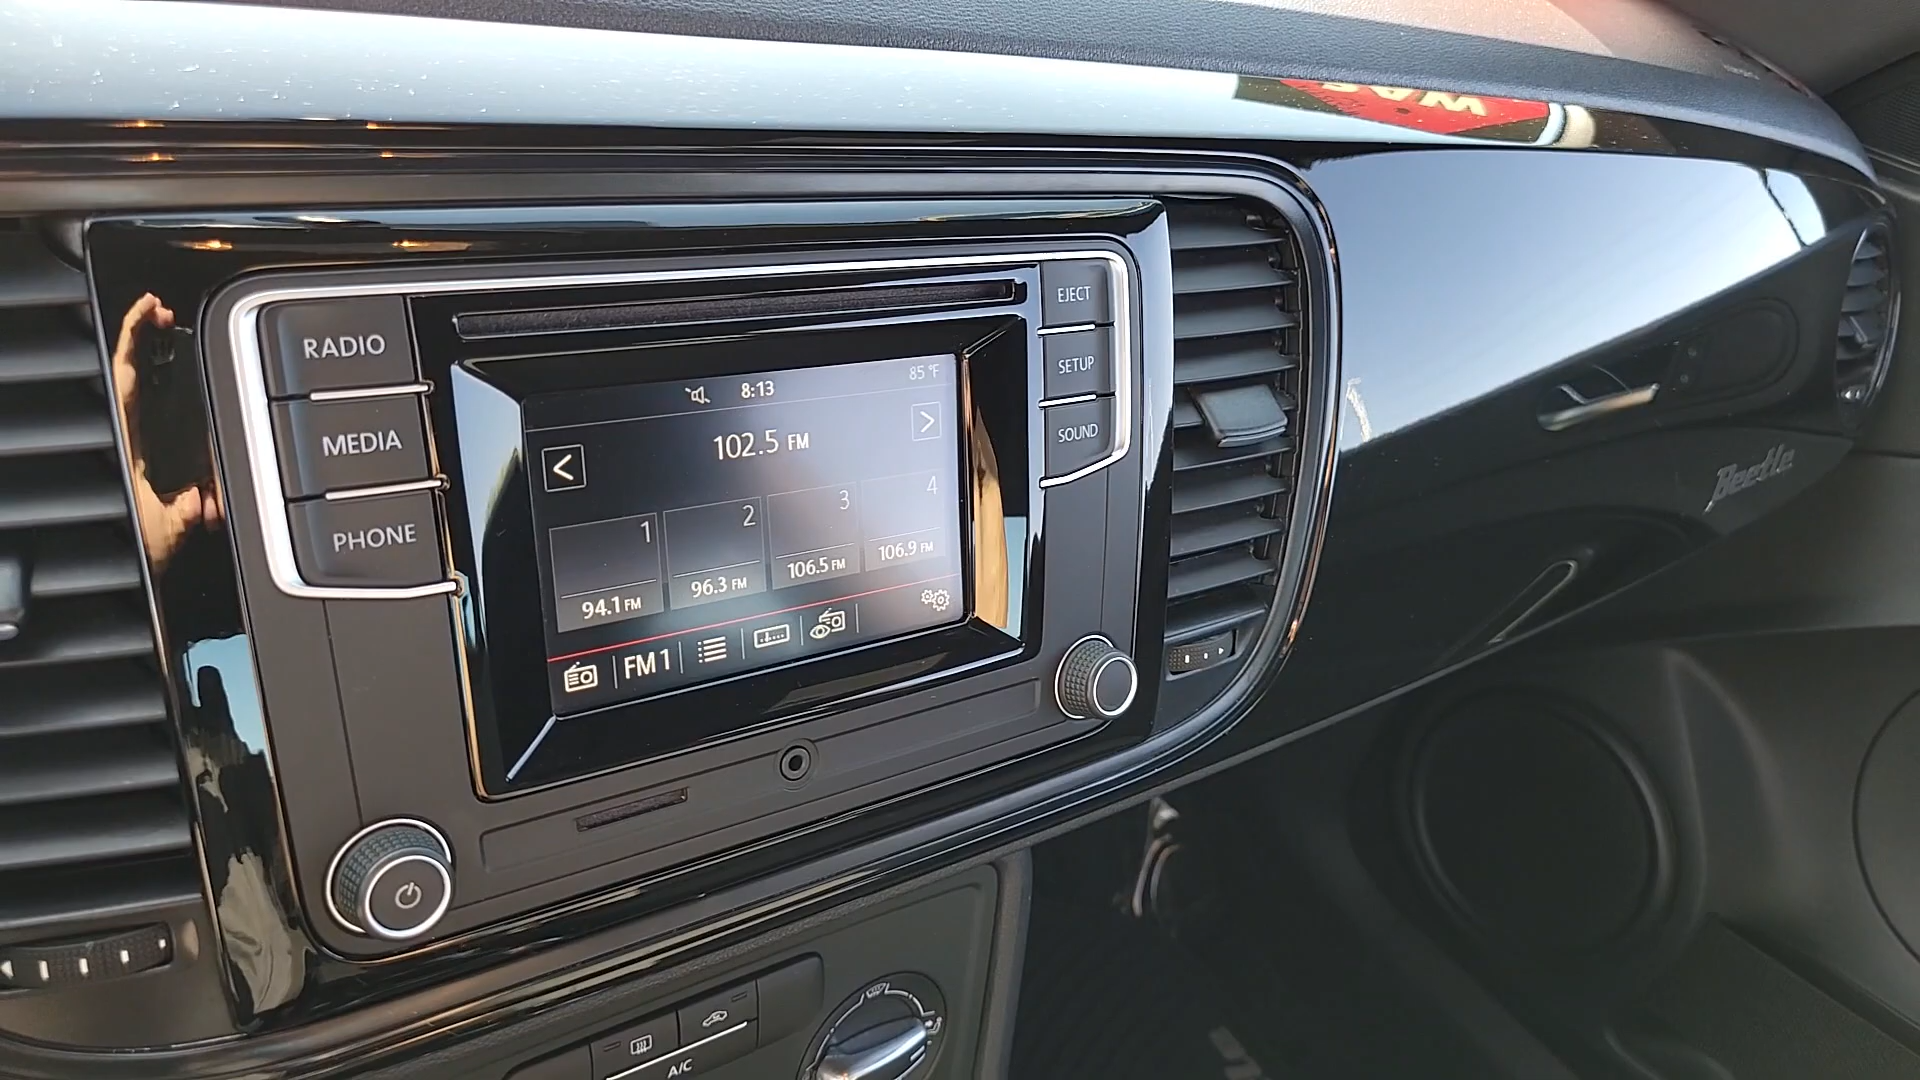 WAS
RADIO
MEDIA
PHONE
EJECT
SETUP
SOUND
8:13
85 °F
102.5 FM
<
>
1
2
3
4
94.1 FM
96.3 FM
106.5 FM
106.9 FM
FM 1
Beetle
A/C